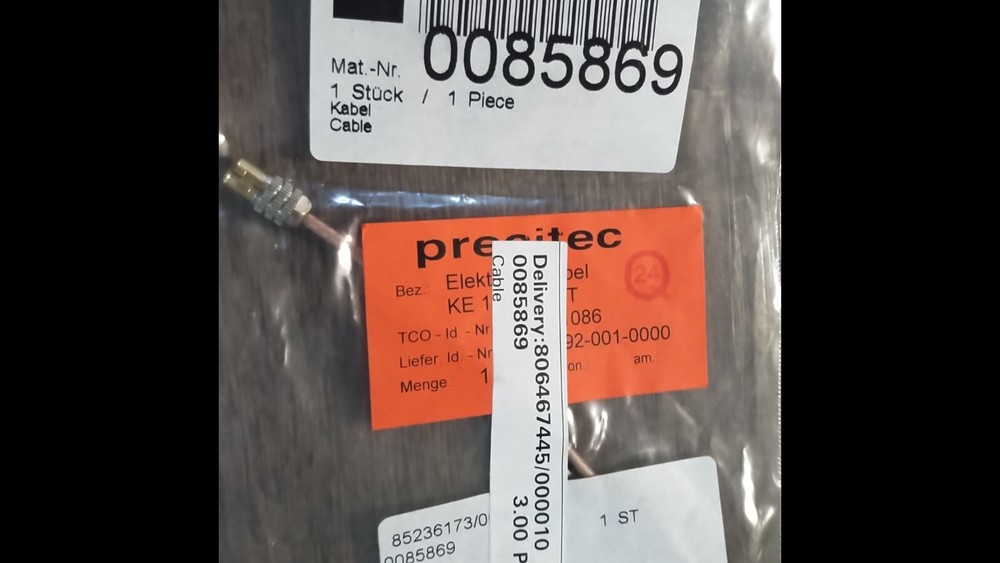 0085869
Mat.-Nr.
1 Stück / 1 Piece
Kabel
Cable
precitec
24
Bez.:
KE 1 T
086
TCO - Id. - Nr 92-001-0000
Liefer. Id. - Nr on.: am.:
Menge.: 1
Delivery:806467445/000010
0085869 3.00 P
Cable
85236173/0 1 ST
0085869